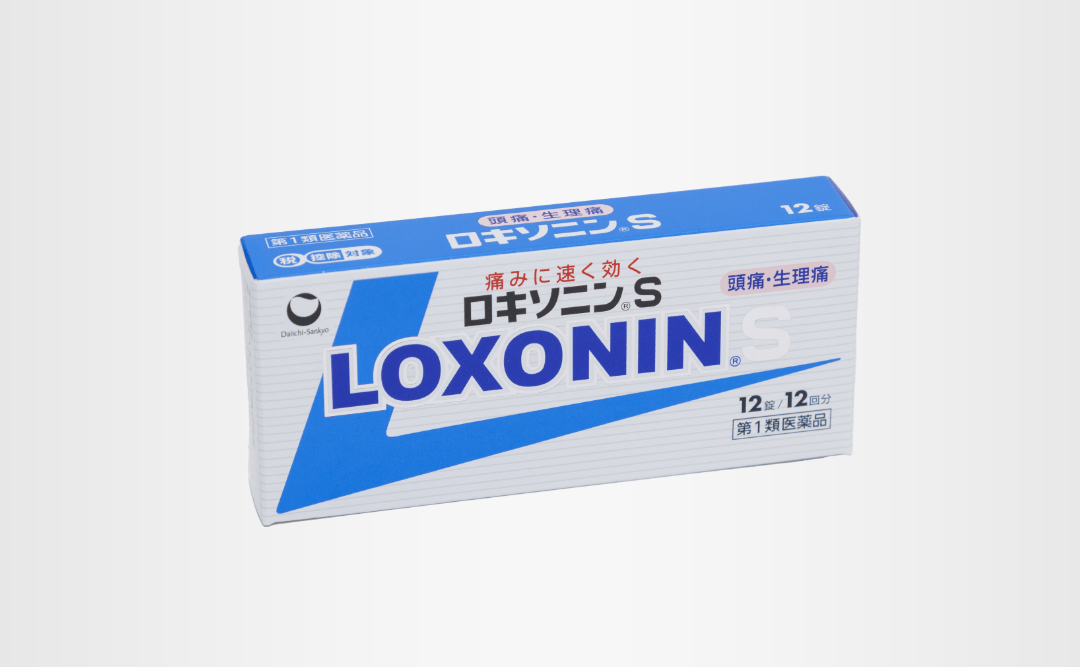 第1類医薬品
税 控除 対象
頭痛・生理痛
ロキソニン®S
12錠
Daiichi-Sankyo
痛みに速く効く
ロキソニン®S
頭痛・生理痛
LOXONIN®S
12錠/12回分
第1類医薬品